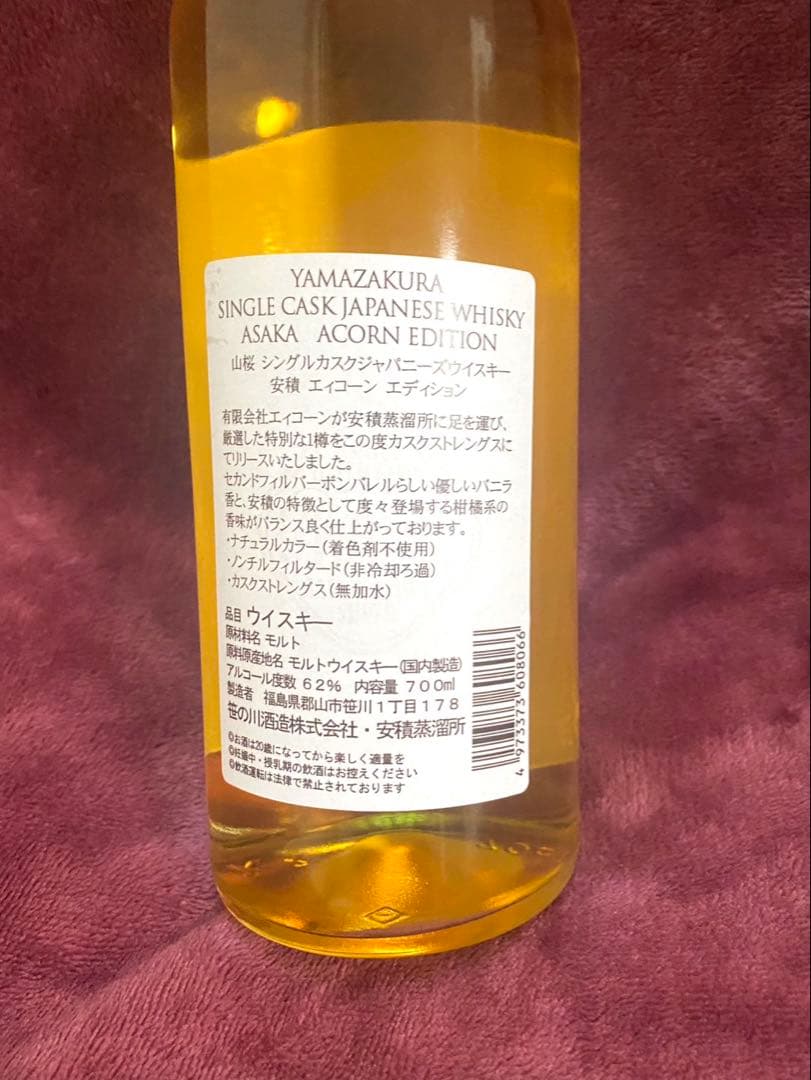 YAMAZAKURA
SINGLE CASK JAPANESE WHISKY
ASAKA ACORN EDITION
山桜 シングルカスクジャパニーズウイスキー
安積 エィコーン エディション
有限会社エィコーンが安積蒸溜所に足を運び、
厳選した特別な1樽をこの度カスクストレングスに
てリリースいたしました。
セカンドフィルバーボンバレルらしい優しいバニラ
香と、安積の特徴として度々登場する柑橘系の
香味がバランス良く仕上がっております。
・ナチュラルカラー（着色剤不使用）
・ノンチルフィルタード（非冷却ろ過）
・カスクストレングス（無加水）
品目 ウイスキー
原材料名 モルト
原料原産地名 モルトウイスキー（国内製造）
アルコール度数 62% 内容量 700ml
製造者 福島県郡山市笹川1丁目178
笹の川酒造株式会社・安積蒸溜所
◎お酒は20歳になってから楽しく適量を
◎妊娠中・授乳期の飲酒はお控えください
◎飲酒運転は法律で禁止されております
4 973373 608066